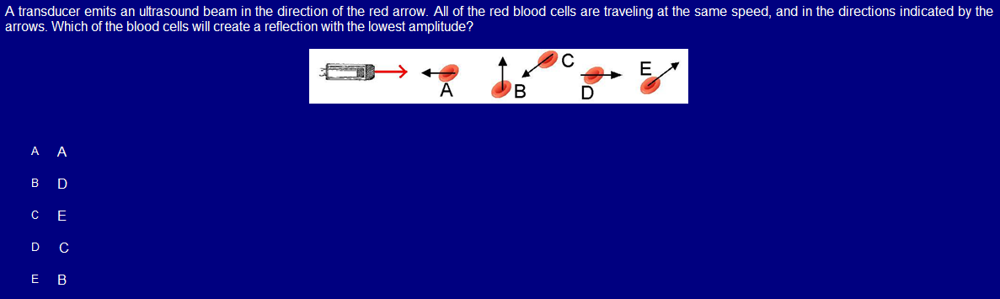 A transducer emits an ultrasound beam in the direction of the red arrow. All of the red blood cells are traveling at the same speed, and in the directions indicated by the
arrows. Which of the blood cells will create a reflection with the lowest amplitude?
C
E
A
B
D
A A
B D
C E
D C
E B